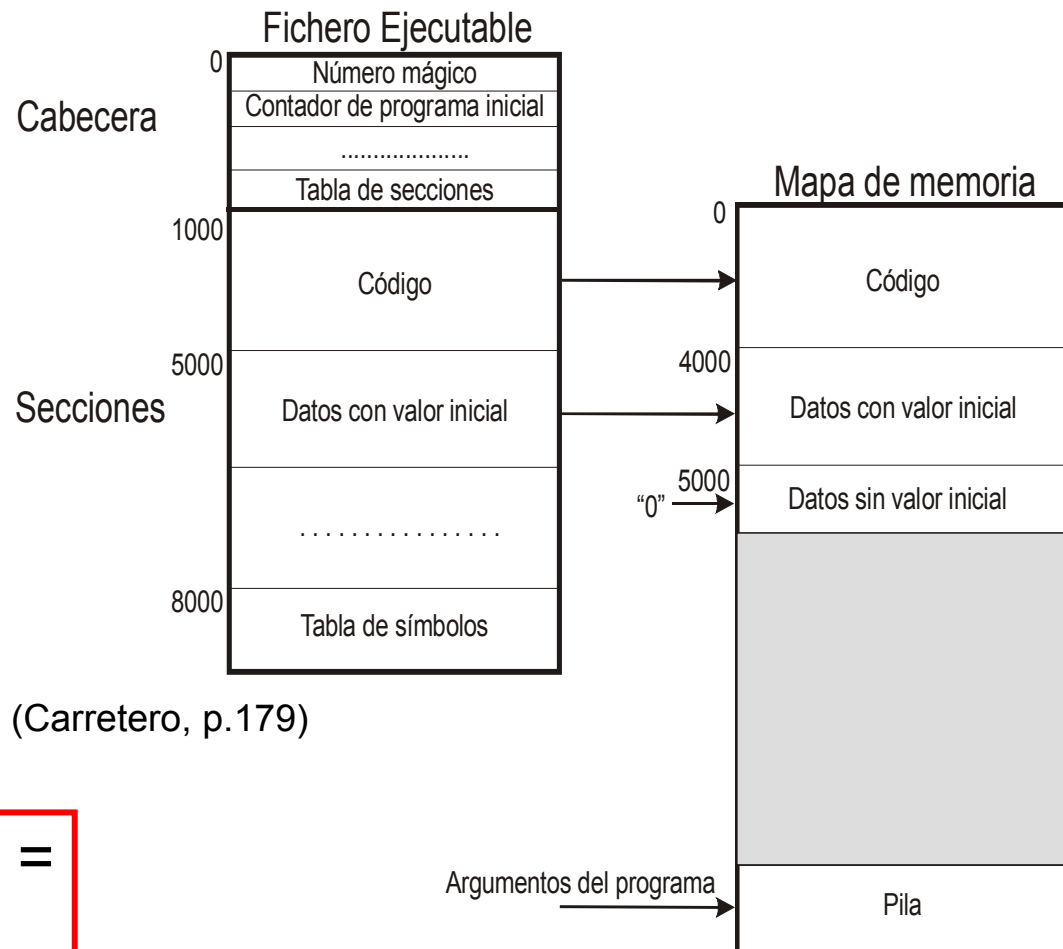 Fichero Ejecutable
0
Número mágico
Cabecera
Contador de programa inicial
...................
Tabla de secciones
1000
Código
5000
Secciones
Datos con valor inicial
. . . . . . . . . . . . . . . .
8000
Tabla de símbolos
(Carretero, p.179)
=
Mapa de memoria
0
Código
4000
Datos con valor inicial
5000
“0”
Datos sin valor inicial
Argumentos del programa
Pila